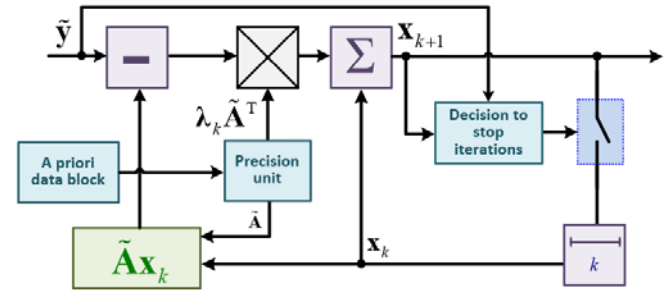 ỹ
x_{k+1}
–
Σ
λ_k Ã^T
Decision to
stop
iterations
A priori
data block
Precision
unit
Ã
Ãx_k
x_k
k